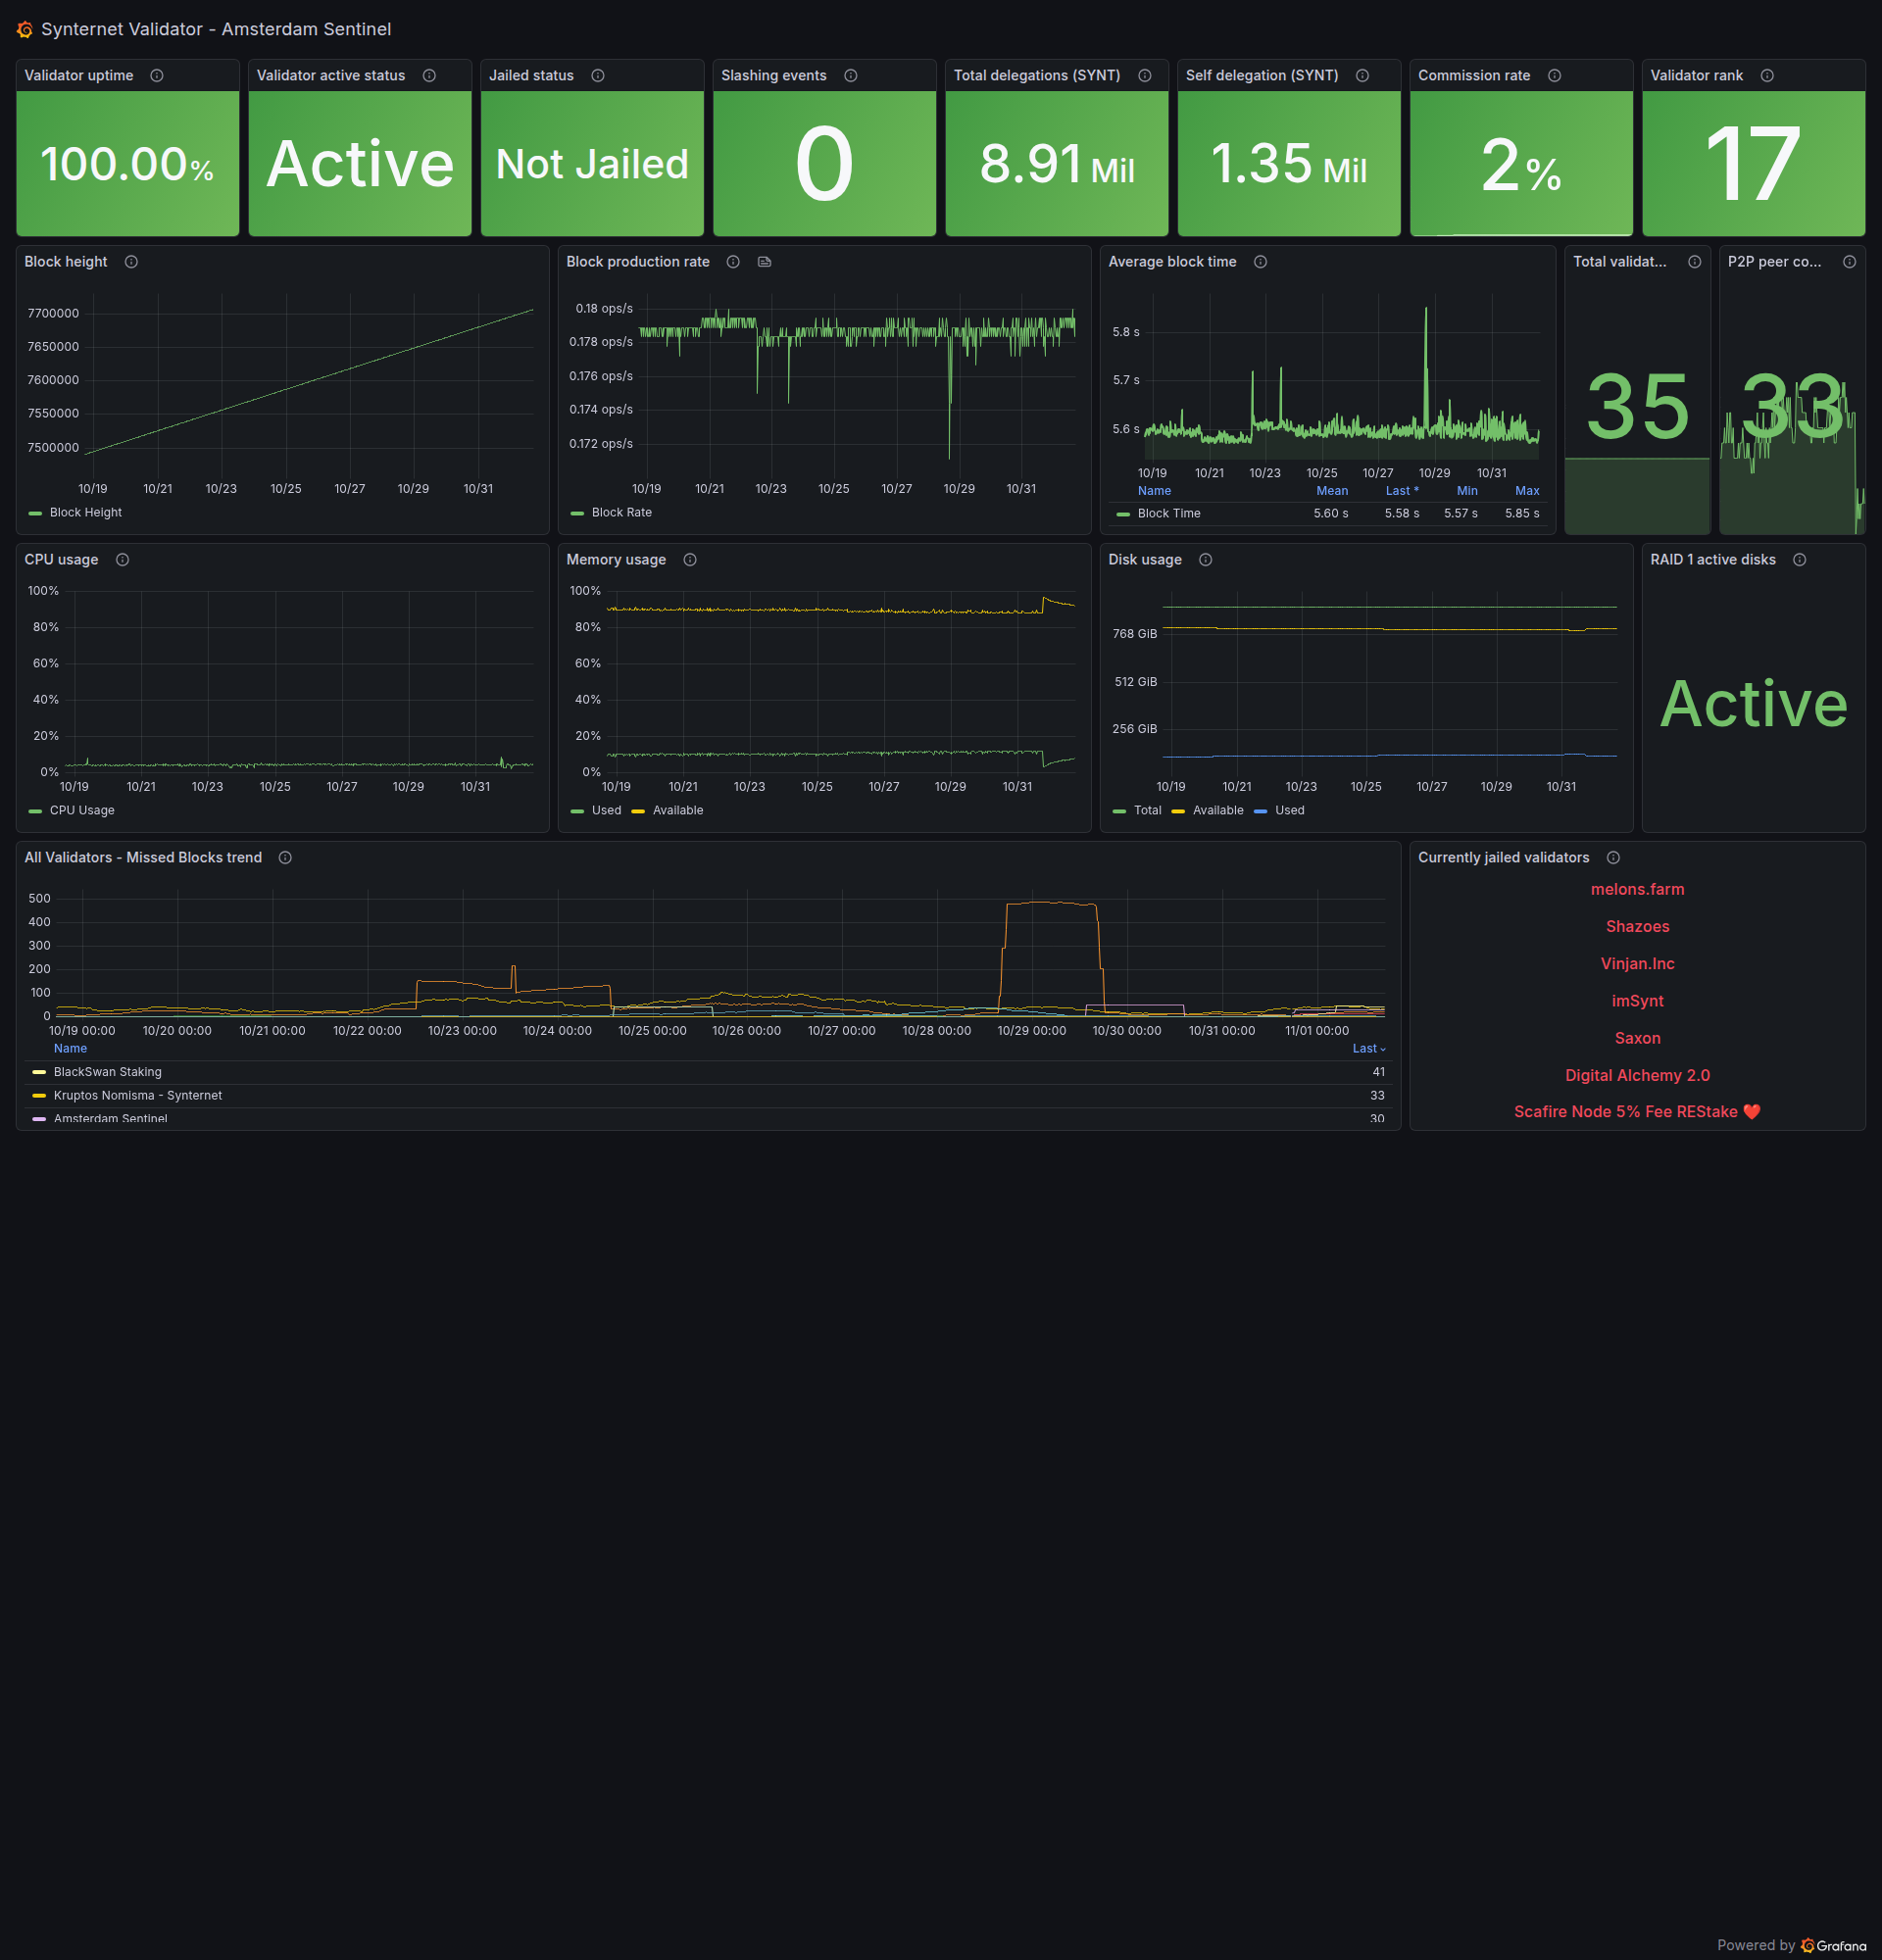 Synternet Validator - Amsterdam Sentinel
Validator uptime
100.00%
Validator active status
Active
Jailed status
Not Jailed
Slashing events
0
Total delegations (SYNT)
8.91 Mil
Self delegation (SYNT)
1.35 Mil
Commission rate
2%
Validator rank
17
Block height
7700000
7650000
7600000
7550000
7500000
10/19 10/21 10/23 10/25 10/27 10/29 10/31
Block Height
Block production rate
0.18 ops/s
0.178 ops/s
0.176 ops/s
0.174 ops/s
0.172 ops/s
10/19 10/21 10/23 10/25 10/27 10/29 10/31
Block Rate
Average block time
5.8 s
5.7 s
5.6 s
10/19 10/21 10/23 10/25 10/27 10/29 10/31
Name Mean Last * Min Max
Block Time 5.60 s 5.58 s 5.57 s 5.85 s
Total validat...
35
P2P peer co...
33
CPU usage
100%
80%
60%
40%
20%
0%
10/19 10/21 10/23 10/25 10/27 10/29 10/31
CPU Usage
Memory usage
100%
80%
60%
40%
20%
0%
10/19 10/21 10/23 10/25 10/27 10/29 10/31
Used Available
Disk usage
768 GiB
512 GiB
256 GiB
10/19 10/21 10/23 10/25 10/27 10/29 10/31
Total Available Used
RAID 1 active disks
Active
All Validators - Missed Blocks trend
500
400
300
200
100
0
10/19 00:00 10/20 00:00 10/21 00:00 10/22 00:00 10/23 00:00 10/24 00:00 10/25 00:00 10/26 00:00 10/27 00:00 10/28 00:00 10/29 00:00 10/30 00:00 10/31 00:00 11/01 00:00
Name Last
BlackSwan Staking 41
Kruptos Nomisma - Synternet 33
Amsterdam Sentinel 30
Currently jailed validators
melons.farm
Shazoes
Vinjan.Inc
imSynt
Saxon
Digital Alchemy 2.0
Scafire Node 5% Fee REStake ❤️
Powered by Grafana